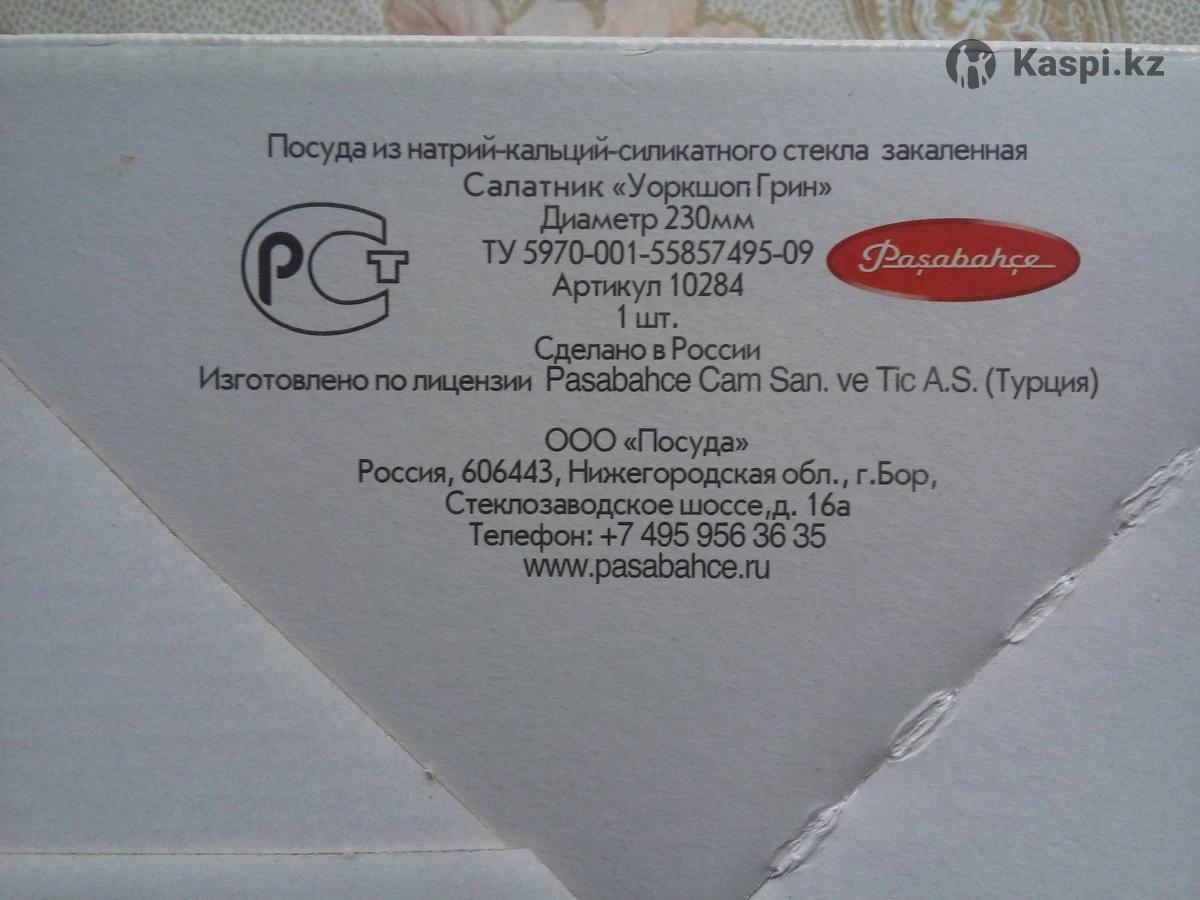 Kaspi.kz
Посуда из натрий-кальций-силикатного стекла закаленная
Салатник «Уоркшоп Грин»
Диаметр 230мм
ТУ 5970-001-55857495-09
Артикул 10284
1 шт.
Сделано в России
Изготовлено по лицензии Pasabahce Cam San. ve Tic A.S. (Турция)
РСТ
Paşabahçe
ООО «Посуда»
Россия, 606443, Нижегородская обл., г.Бор,
Стеклозаводское шоссе,д. 16а
Телефон: +7 495 956 36 35
www.pasabahce.ru